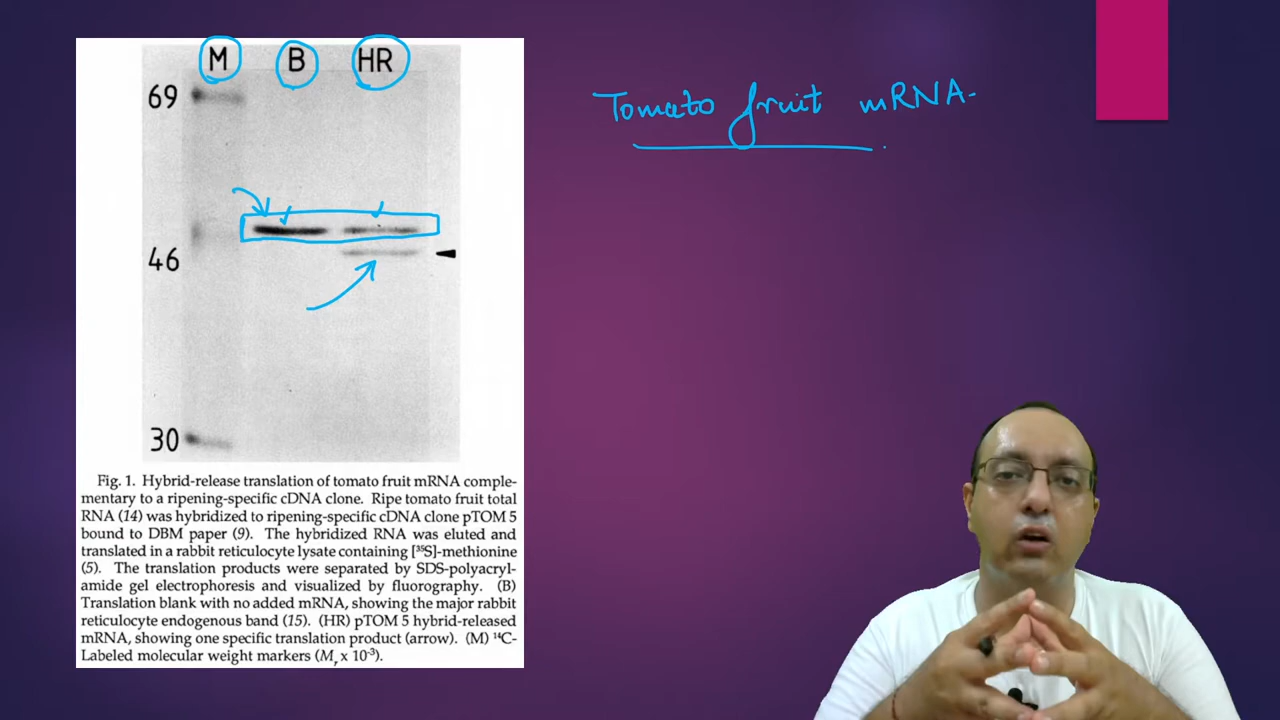 M B HR
69
46
30
Tomato fruit mRNA.
Fig. 1. Hybrid-release translation of tomato fruit mRNA comple-
mentary to a ripening-specific cDNA clone. Ripe tomato fruit total
RNA (14) was hybridized to ripening-specific cDNA clone pTOM 5
bound to DBM paper (9). The hybridized RNA was eluted and
translated in a rabbit reticulocyte lysate containing [³⁵S]-methionine
(5). The translation products were separated by SDS-polyacryl-
amide gel electrophoresis and visualized by fluorography. (B)
Translation blank with no added mRNA, showing the major rabbit
reticulocyte endogenous band (15). (HR) pTOM 5 hybrid-released
mRNA, showing one specific translation product (arrow). (M) ¹⁴C-
Labeled molecular weight markers (Mᵣ x 10⁻³).